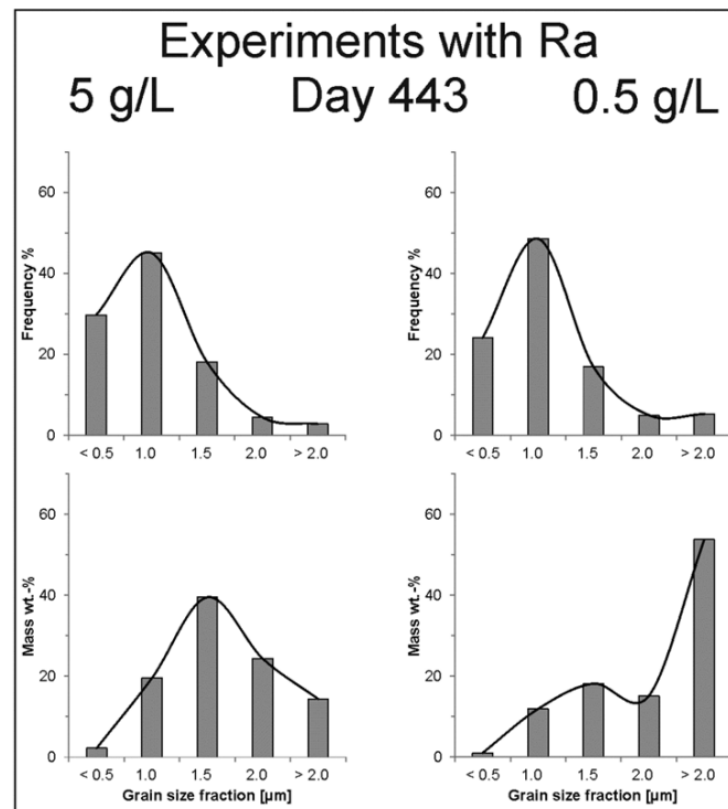 Experiments with Ra
5 g/L Day 443 0.5 g/L
Frequency %
60
40
20
0
< 0.5 1.0 1.5 2.0 > 2.0
Frequency %
60
40
20
0
< 0.5 1.0 1.5 2.0 > 2.0
Mass wt.-%
60
40
20
0
< 0.5 1.0 1.5 2.0 > 2.0
Grain size fraction [µm]
Mass wt.-%
60
40
20
0
< 0.5 1.0 1.5 2.0 > 2.0
Grain size fraction [µm]